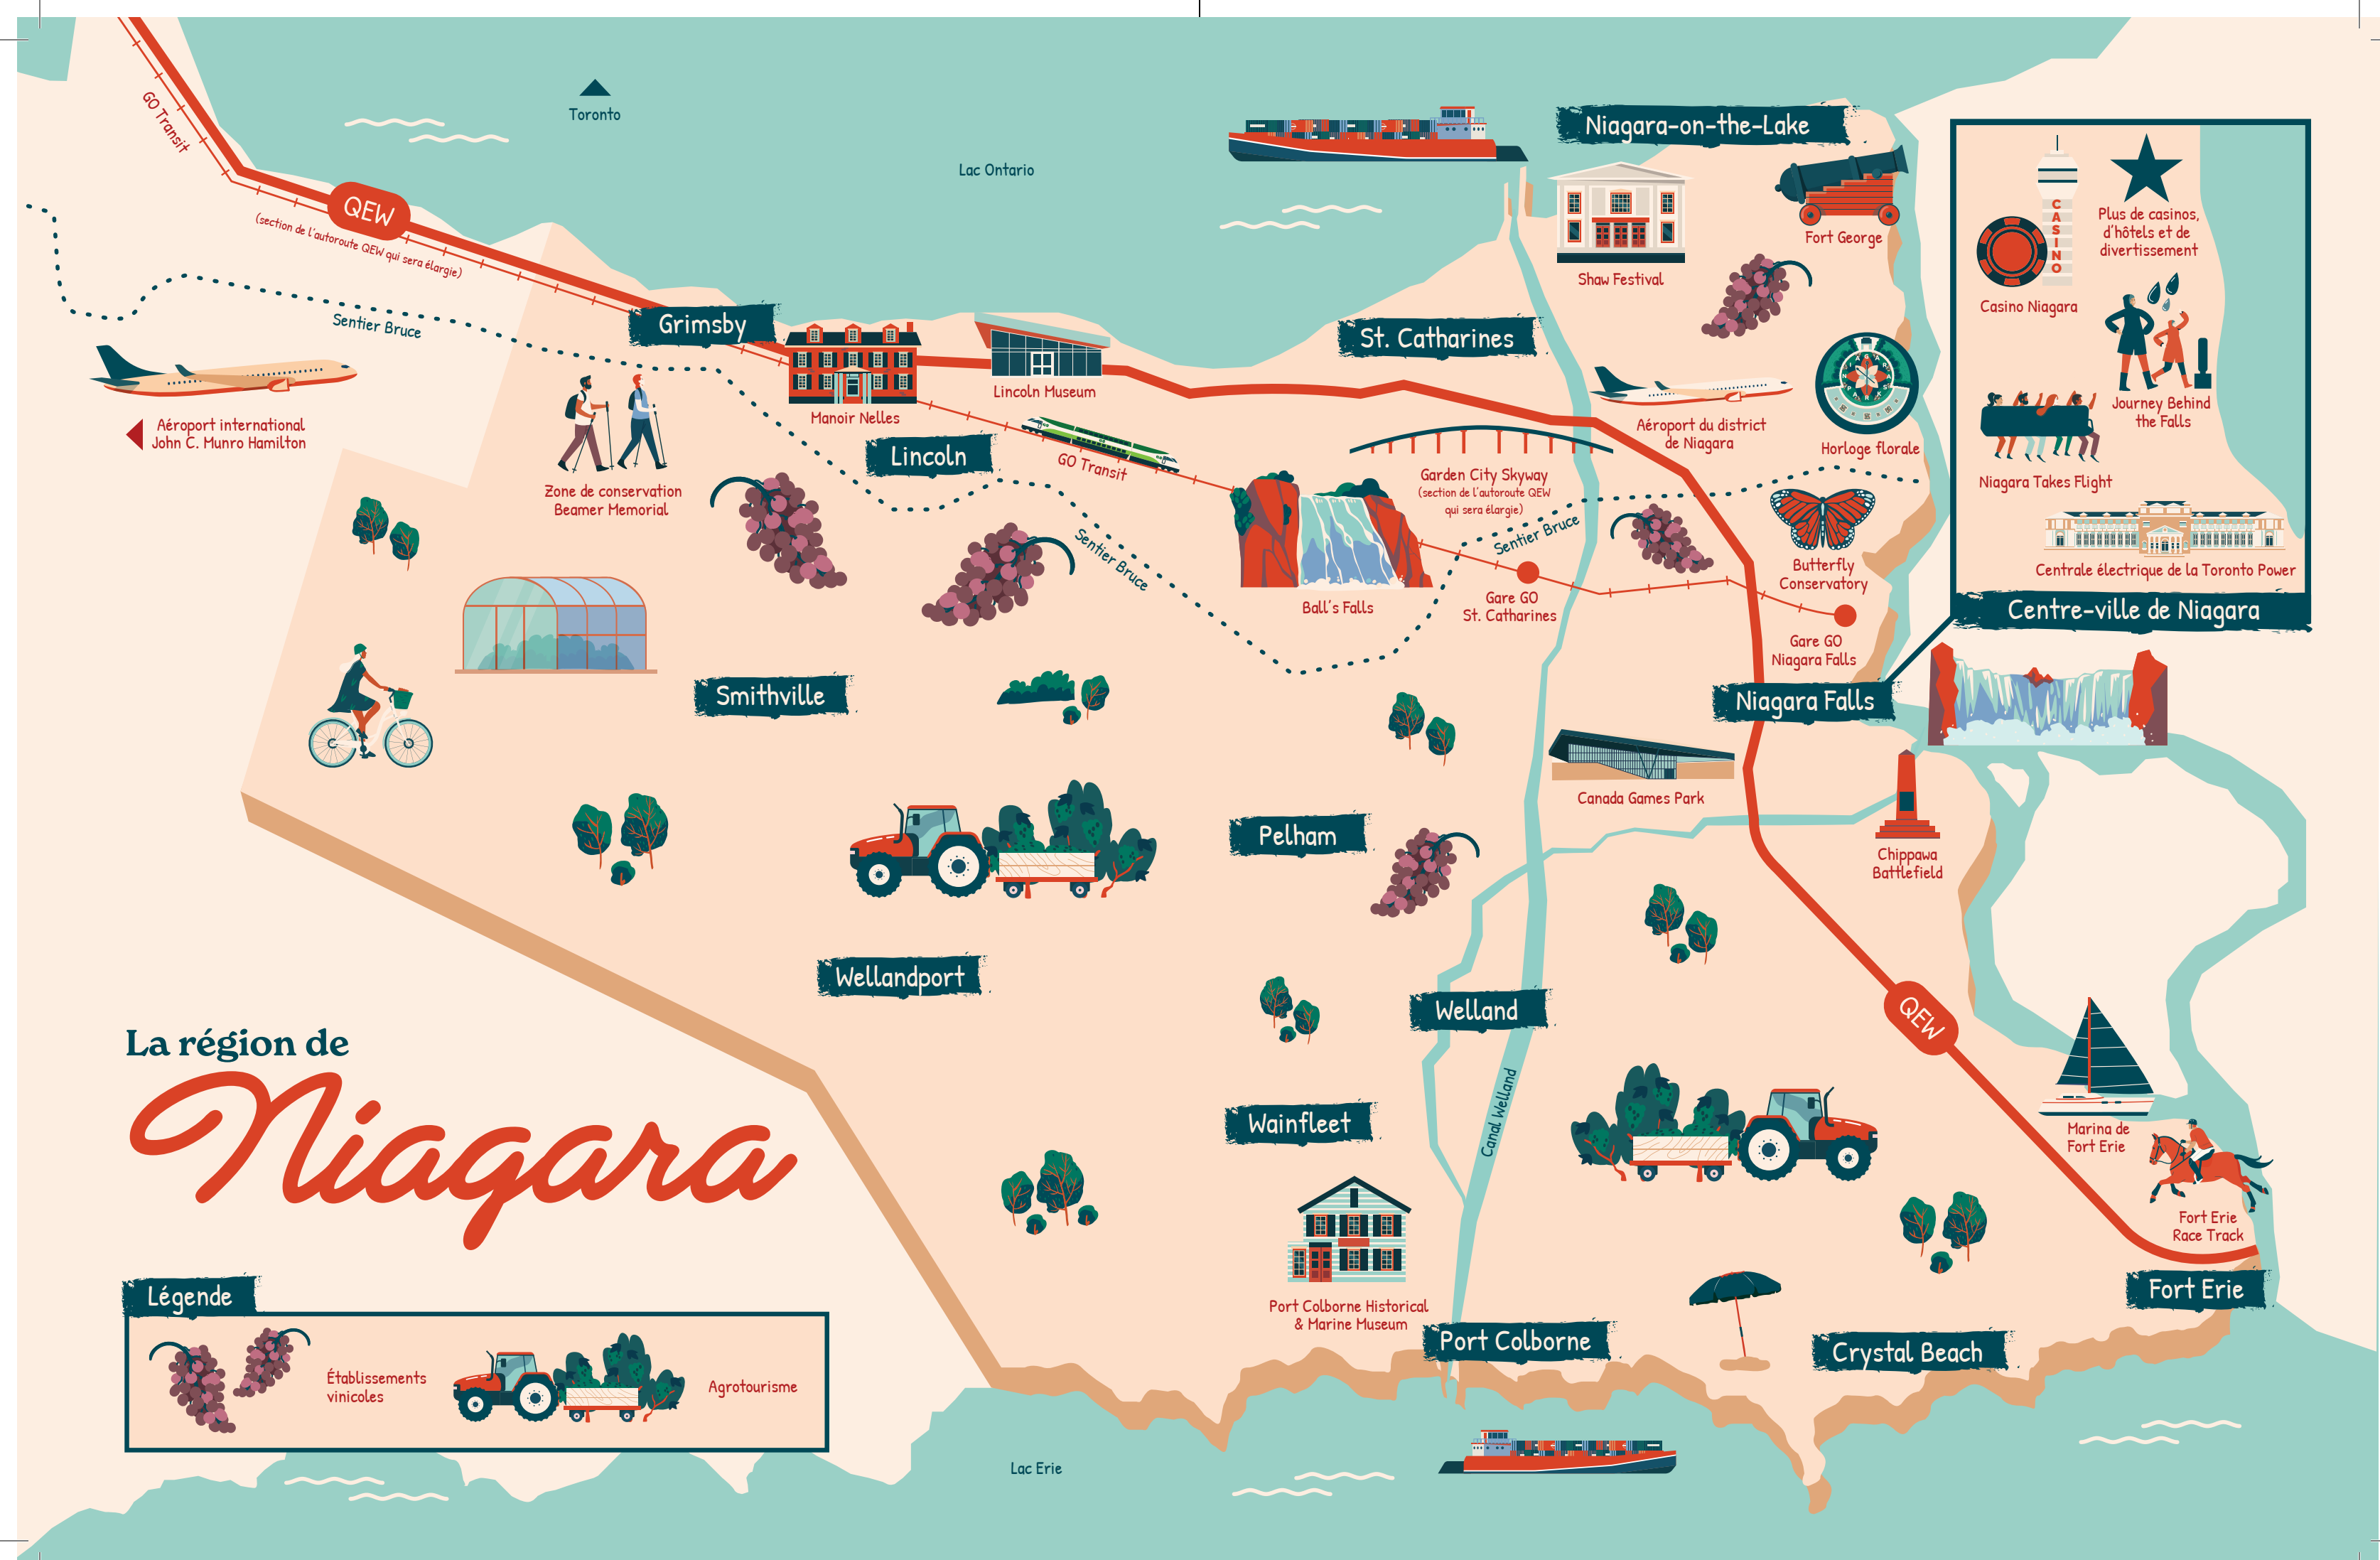 Toronto
Lac Ontario
GO Transit
QEW
(section de l'autoroute QEW qui sera élargie)
Sentier Bruce
Aéroport international
John C. Munro Hamilton
Grimsby
Zone de conservation
Beamer Memorial
Manoir Nelles
Lincoln Museum
Lincoln
GO Transit
Sentier Bruce
Niagara-on-the-Lake
Shaw Festival
Fort George
St. Catharines
Aéroport du district
de Niagara
Horloge florale
NIAGARA PARKS
Garden City Skyway
(section de l'autoroute QEW
qui sera élargie)
Sentier Bruce
Ball's Falls
Gare GO
St. Catharines
Butterfly
Conservatory
Gare GO
Niagara Falls
Niagara Falls
CASINO
Casino Niagara
Plus de casinos,
d'hôtels et de
divertissement
Journey Behind
the Falls
Niagara Takes Flight
Centrale électrique de la Toronto Power
Centre-ville de Niagara
Smithville
Canada Games Park
Pelham
Chippawa
Battlefield
Wellandport
Welland
QEW
Canal Welland
Wainfleet
Marina de
Fort Erie
Fort Erie
Race Track
Fort Erie
Port Colborne Historical
& Marine Museum
Port Colborne
Crystal Beach
Lac Erie
La région de
Niagara
Légende
Établissements
vinicoles
Agrotourisme